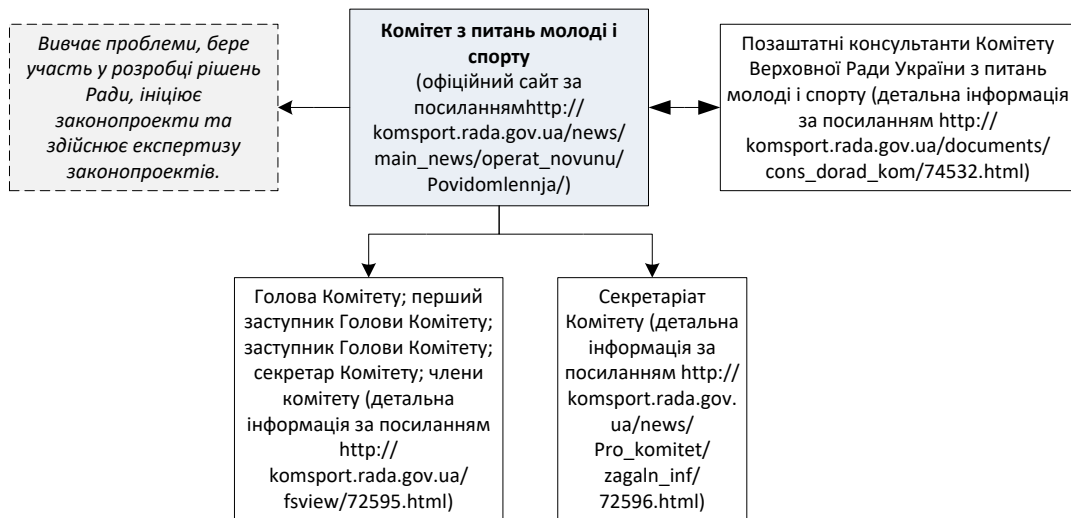 Вивчає проблеми, бере
участь у розробці рішень
Ради, ініціює
законопроекти та
здійснює експертизу
законопроектів.
Комітет з питань молоді і
спорту
(офіційний сайт за
посиланнямhttp://
komsport.rada.gov.ua/news/
main_news/operat_novunu/
Povidomlennja/)
Позаштатні консультанти Комітету
Верховної Ради України з питань
молоді і спорту (детальна інформація
за посиланням http://
komsport.rada.gov.ua/documents/
cons_dorad_kom/74532.html)
Голова Комітету; перший
заступник Голови Комітету;
заступник Голови Комітету;
секретар Комітету; члени
комітету (детальна
інформація за посиланням
http://
komsport.rada.gov.ua/
fsview/72595.html)
Секретаріат
Комітету (детальна
інформація за
посиланням http://
komsport.rada.gov.
ua/news/
Pro_komitet/
zagaln_inf/
72596.html)